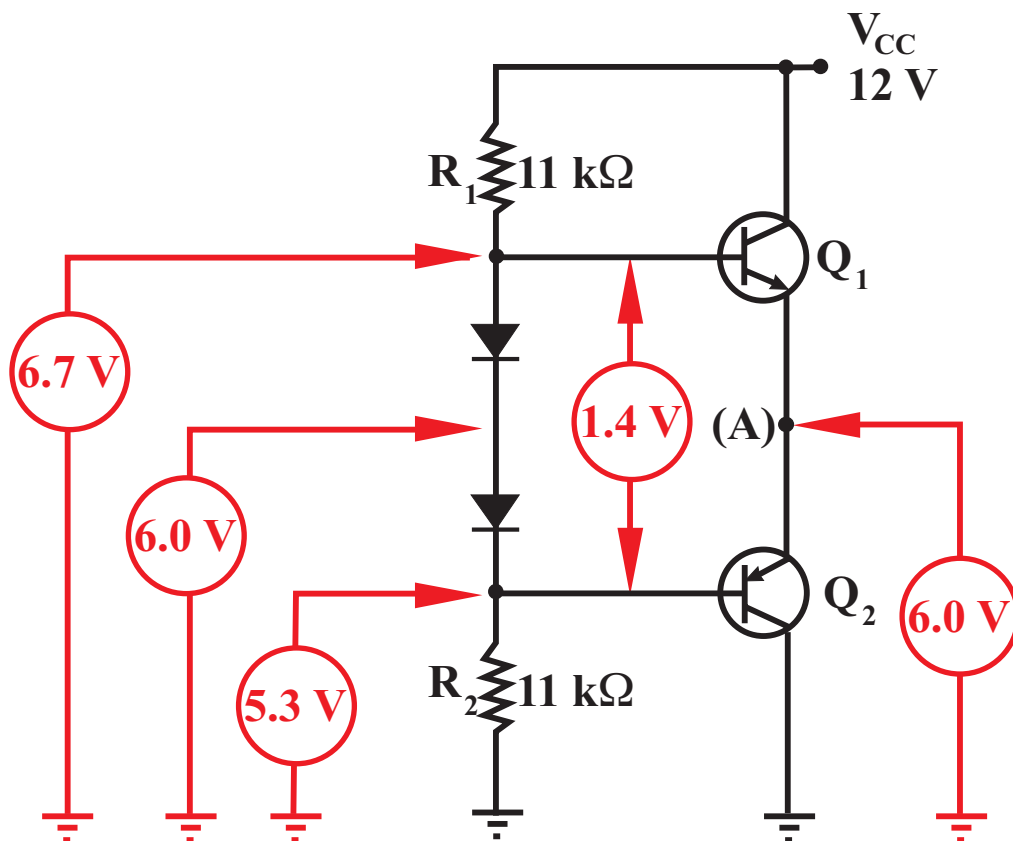 V_CC
12 V
R_1 11 kΩ
Q_1
6.7 V
1.4 V
(A)
6.0 V
Q_2
6.0 V
R_2 11 kΩ
5.3 V